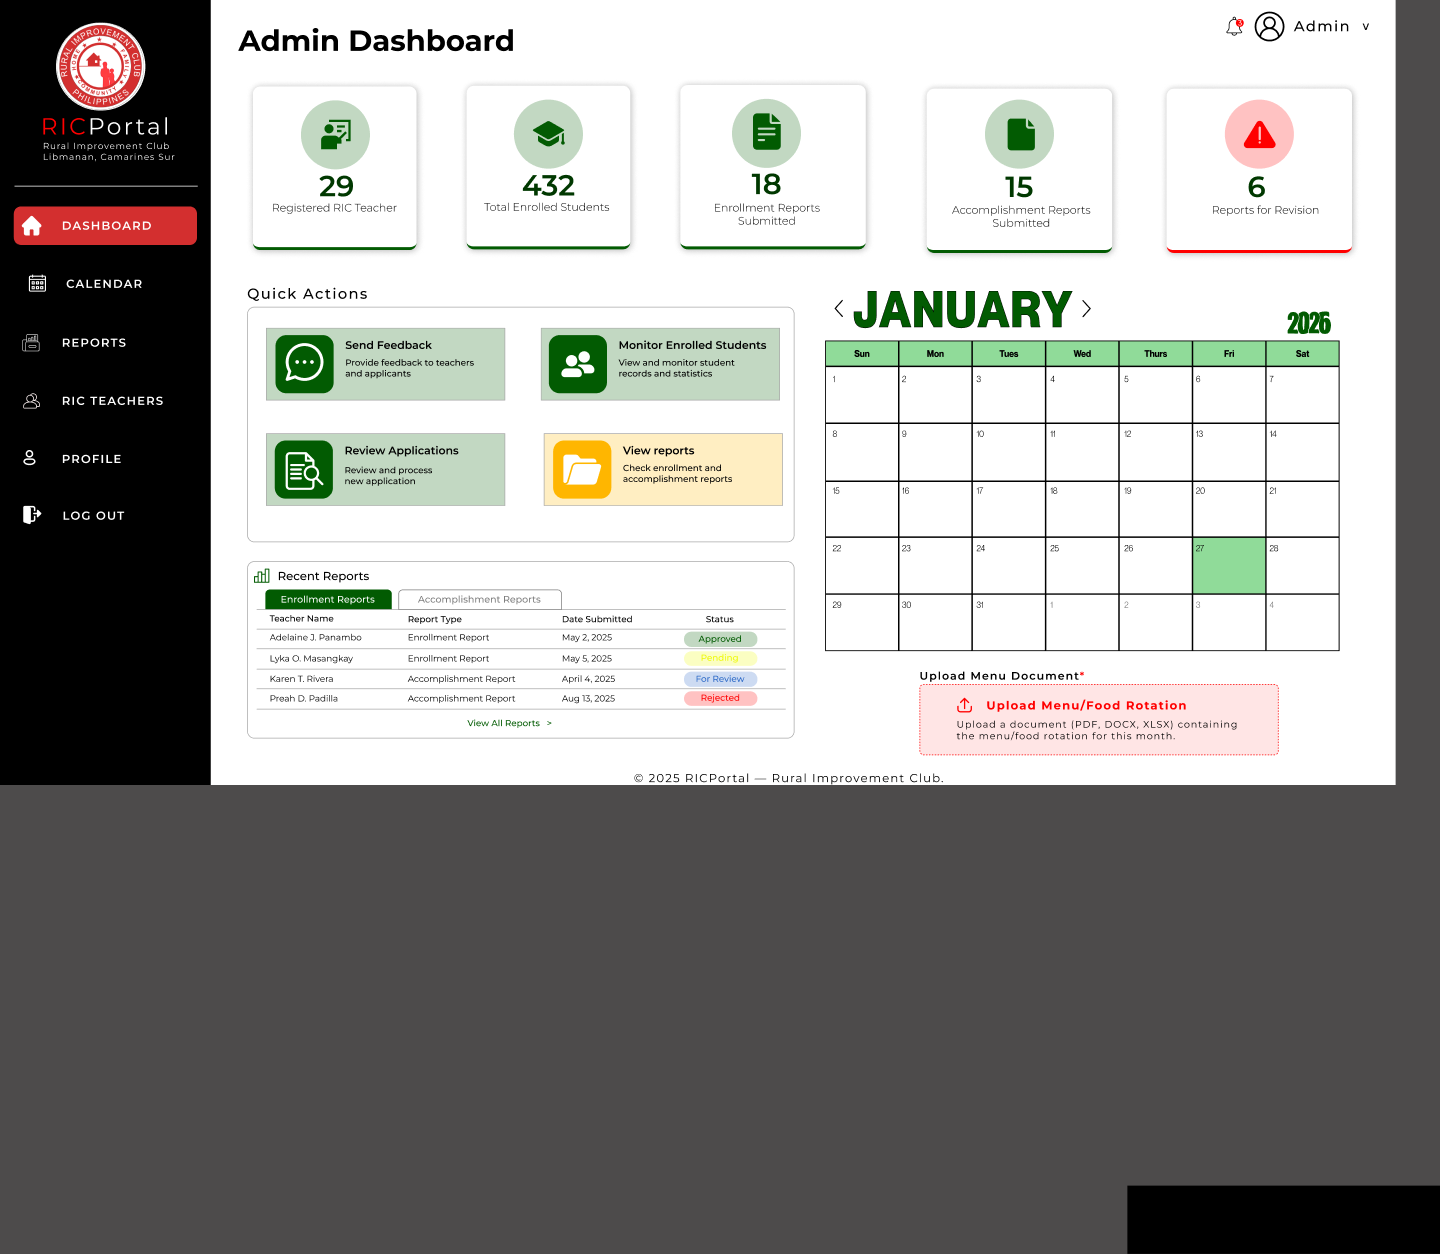 RURAL IMPROVEMENT CLUB
HOME FAMILY
COMMUNITY
PHILIPPINES
RICPortal
Rural Improvement Club
Libmanan, Camarines Sur
DASHBOARD
CALENDAR
REPORTS
RIC TEACHERS
PROFILE
LOG OUT
Admin Dashboard
Admin v
29
Registered RIC Teacher
432
Total Enrolled Students
18
Enrollment Reports
Submitted
15
Accomplishment Reports
Submitted
6
Reports for Revision
Quick Actions
Send Feedback
Provide feedback to teachers
and applicants
Monitor Enrolled Students
View and monitor student
records and statistics
Review Applications
Review and process
new application
View reports
Check enrollment and
accomplishment reports
Recent Reports
Enrollment Reports Accomplishment Reports
Teacher Name Report Type Date Submitted Status
Adelaine J. Panambo Enrollment Report May 2, 2025 Approved
Lyka O. Masangkay Enrollment Report May 5, 2025 Pending
Karen T. Rivera Accomplishment Report April 4, 2025 For Review
Preah D. Padilla Accomplishment Report Aug 13, 2025 Rejected
View All Reports >
JANUARY
2026
Sun Mon Tues Wed Thurs Fri Sat
1 2 3 4 5 6 7
8 9 10 11 12 13 14
15 16 17 18 19 20 21
22 23 24 25 26 27 28
29 30 31 1 2 3 4
Upload Menu Document*
Upload Menu/Food Rotation
Upload a document (PDF, DOCX, XLSX) containing
the menu/food rotation for this month.
© 2025 RICPortal — Rural Improvement Club.